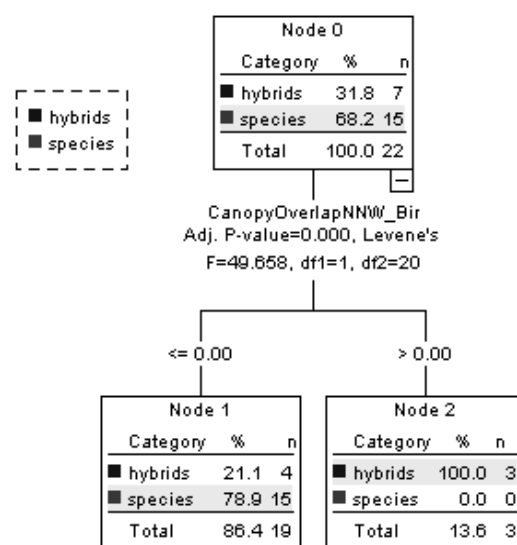 Node 0
Category % n
hybrids 31.8 7
species 68.2 15
Total 100.0 22
hybrids
species
CanopyOverlapNNW_Bir
Adj. P-value=0.000, Levene's
F=49.658, df1=1, df2=20
<= 0.00
> 0.00
Node 1
Category % n
hybrids 21.1 4
species 78.9 15
Total 86.4 19
Node 2
Category % n
hybrids 100.0 3
species 0.0 0
Total 13.6 3